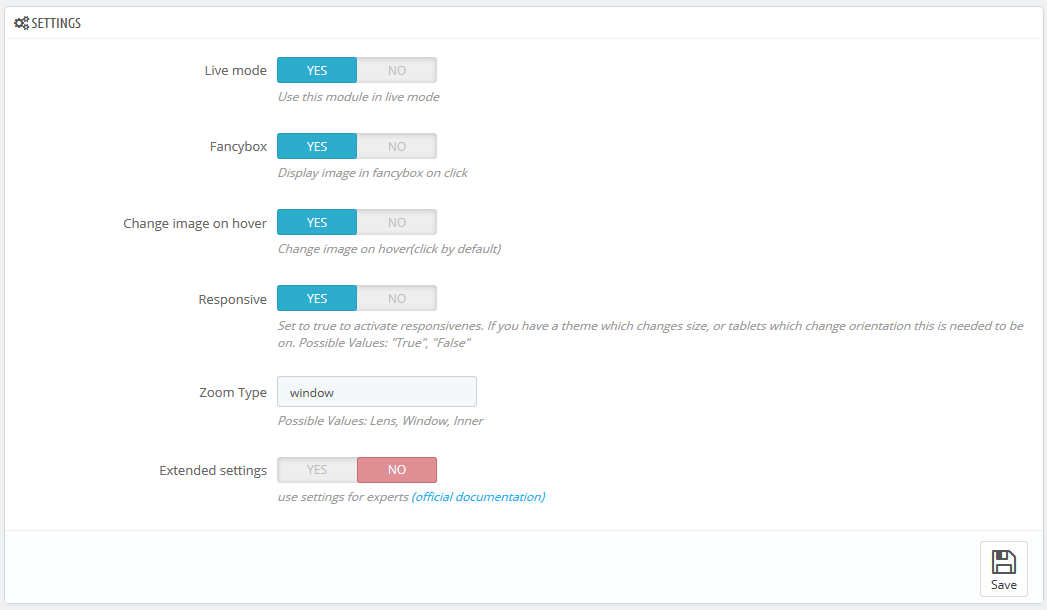 SETTINGS
Live mode YES NO
Use this module in live mode
Fancybox YES NO
Display image in fancybox on click
Change image on hover YES NO
Change image on hover(click by default)
Responsive YES NO
Set to true to activate responsivenes. If you have a theme which changes size, or tablets which change orientation this is needed to be
on. Possible Values: "True", "False"
Zoom Type window
Possible Values: Lens, Window, Inner
Extended settings YES NO
use settings for experts (official documentation)
Save